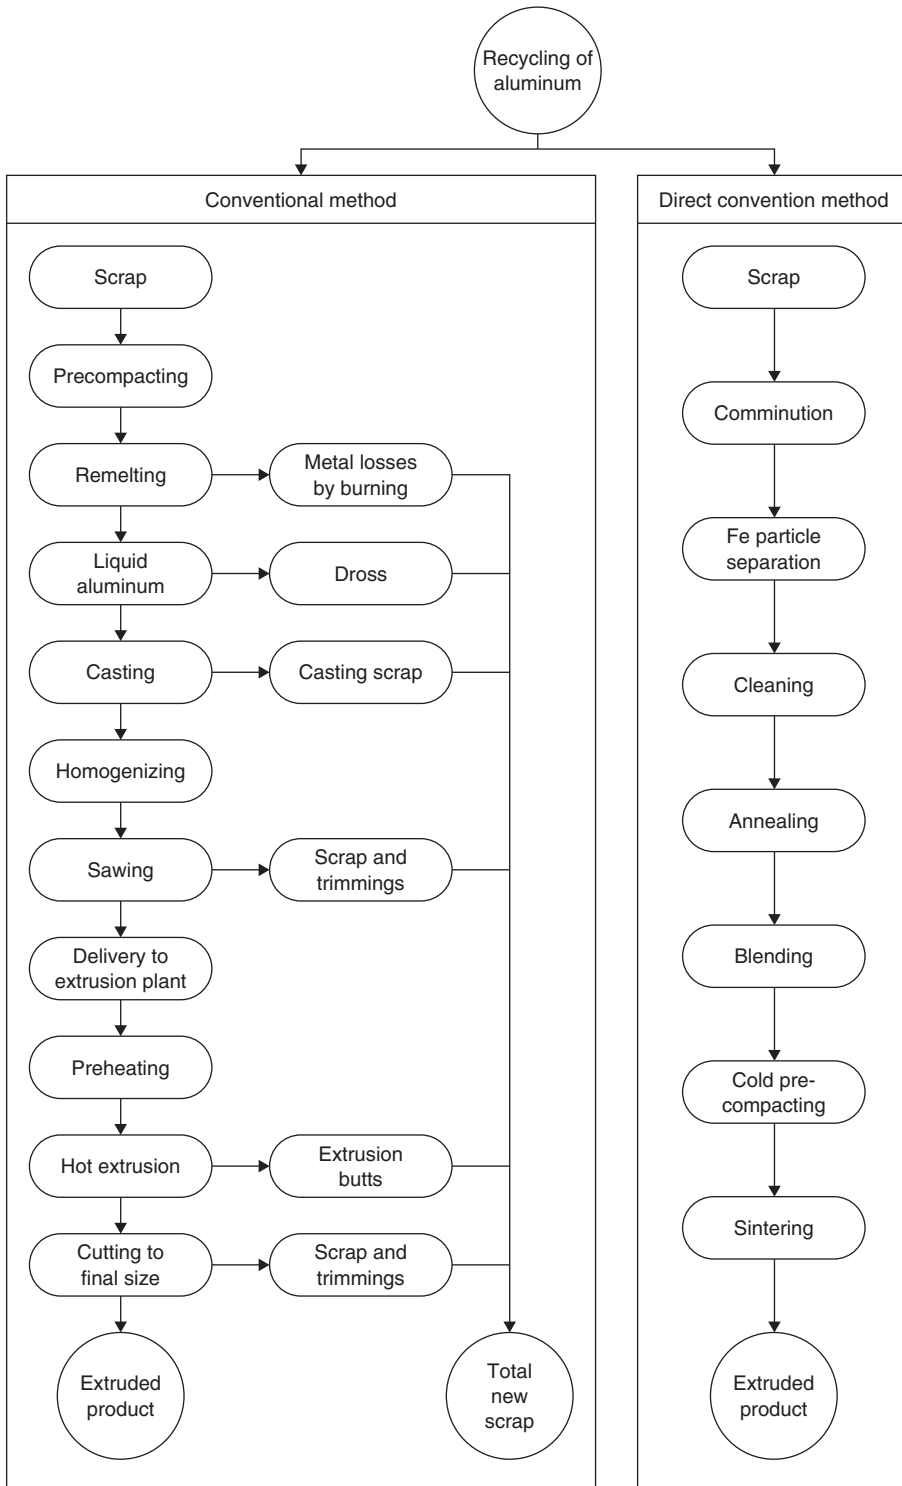 Recycling of
aluminum
Conventional method
Scrap
Precompacting
Remelting
Metal losses
by burning
Liquid
aluminum
Dross
Casting
Casting scrap
Homogenizing
Sawing
Scrap and
trimmings
Delivery to
extrusion plant
Preheating
Hot extrusion
Extrusion
butts
Cutting to
final size
Scrap and
trimmings
Extruded
product
Total
new
scrap
Direct convention method
Scrap
Comminution
Fe particle
separation
Cleaning
Annealing
Blending
Cold pre-
compacting
Sintering
Extruded
product